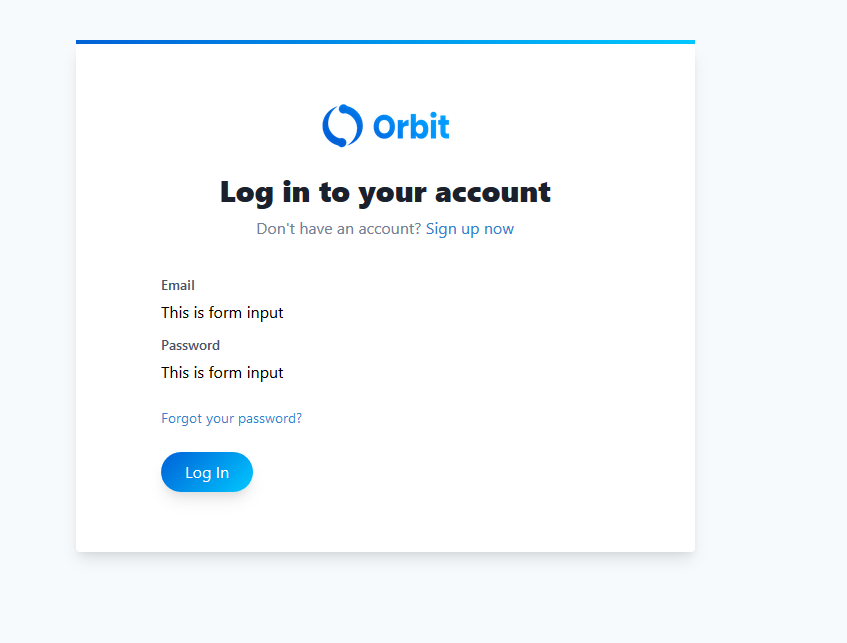 Orbit
Log in to your account
Don't have an account? Sign up now
Email
This is form input
Password
This is form input
Forgot your password?
Log In